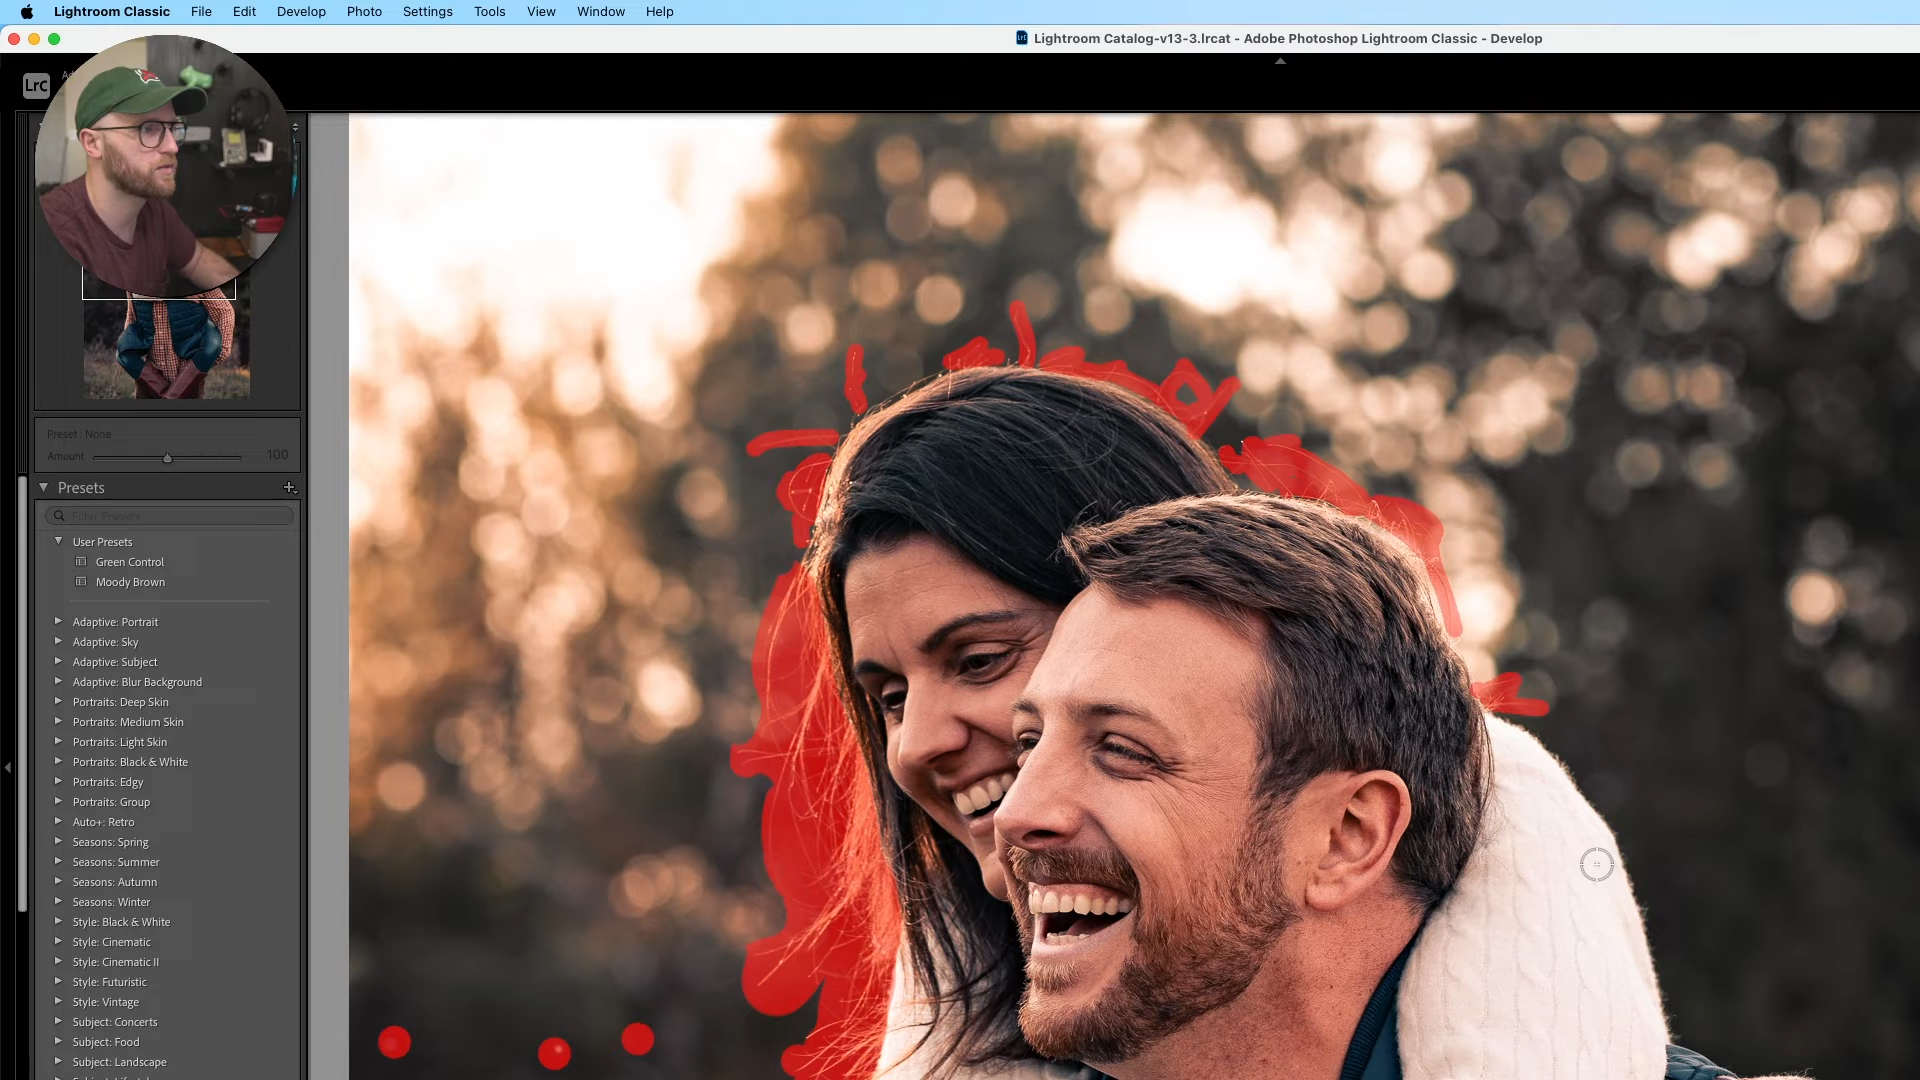 Lightroom Classic File Edit Develop Photo Settings Tools View Window Help
LrC Lightroom Catalog-v13-3.lrcat - Adobe Photoshop Lightroom Classic - Develop
LrC
Preset : None
Amount 100
Presets
Filter Presets
User Presets
Green Control
Moody Brown
Adaptive: Portrait
Adaptive: Sky
Adaptive: Subject
Adaptive: Blur Background
Portraits: Deep Skin
Portraits: Medium Skin
Portraits: Light Skin
Portraits: Black & White
Portraits: Edgy
Portraits: Group
Auto+: Retro
Seasons: Spring
Seasons: Summer
Seasons: Autumn
Seasons: Winter
Style: Black & White
Style: Cinematic
Style: Cinematic II
Style: Futuristic
Style: Vintage
Subject: Concerts
Subject: Food
Subject: Landscape